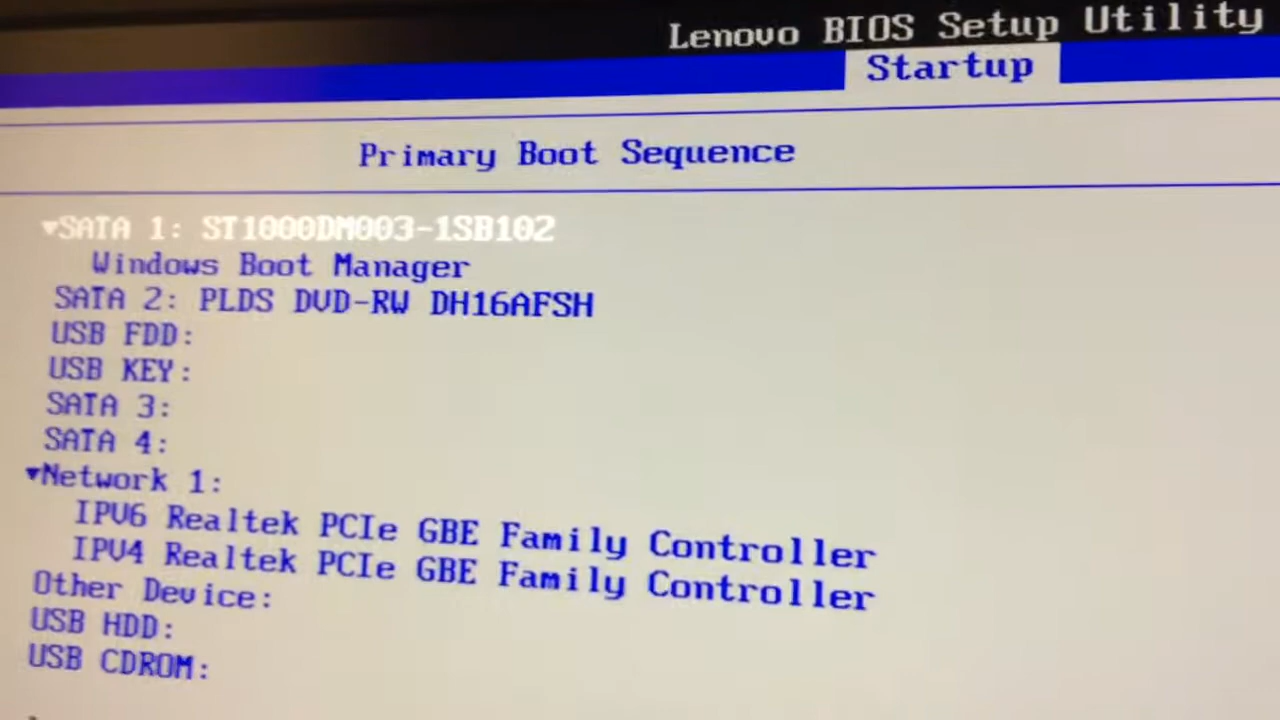 Lenovo BIOS Setup Utility
Startup
Primary Boot Sequence
▼SATA 1: ST1000DM003-1SB102
Windows Boot Manager
SATA 2: PLDS DVD-RW DH16AFSH
USB FDD:
USB KEY:
SATA 3:
SATA 4:
▼Network 1:
IPV6 Realtek PCIe GBE Family Controller
IPV4 Realtek PCIe GBE Family Controller
Other Device:
USB HDD:
USB CDROM: